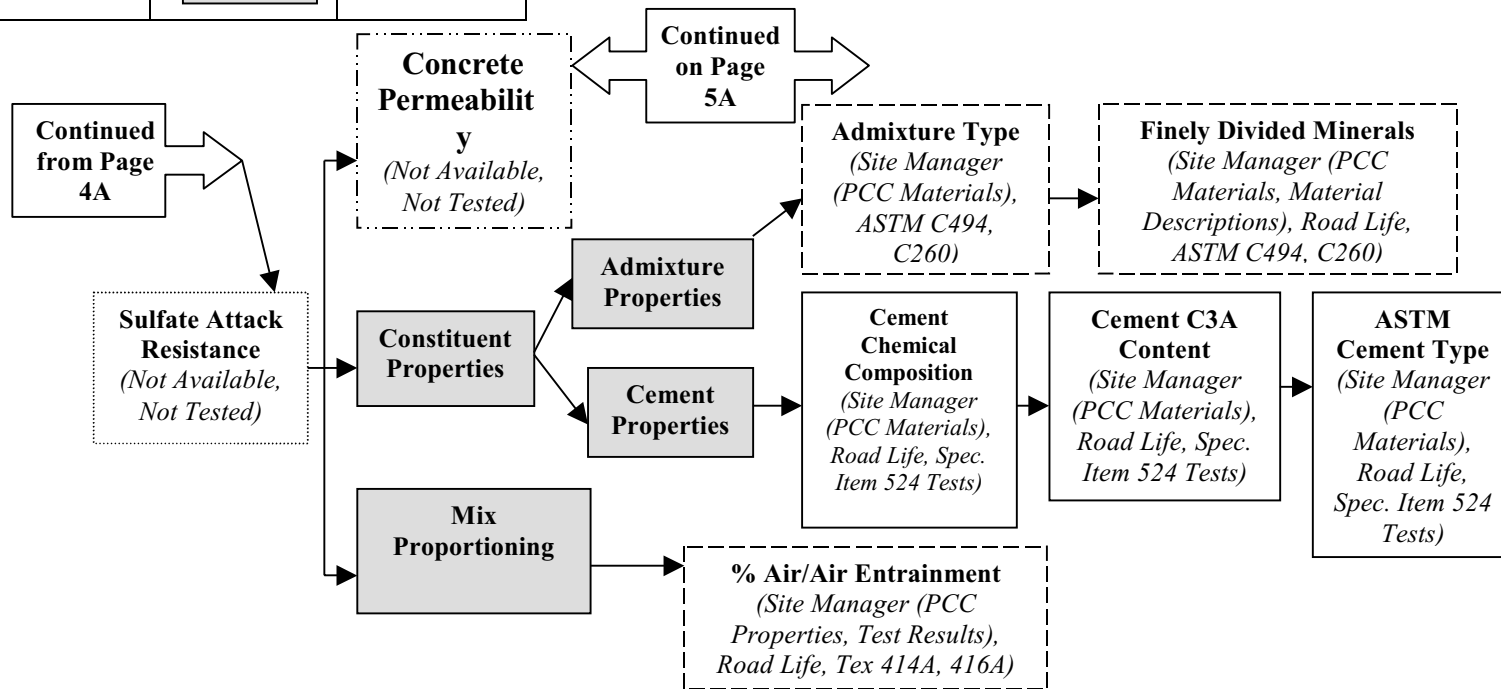 Continued
on Page
5A
Concrete
Permeabilit
y
(Not Available,
Not Tested)
Continued
from Page
4A
Admixture Type
(Site Manager
(PCC Materials),
ASTM C494,
C260)
Finely Divided Minerals
(Site Manager (PCC
Materials, Material
Descriptions), Road Life,
ASTM C494, C260)
Admixture
Properties
Sulfate Attack
Resistance
(Not Available,
Not Tested)
Constituent
Properties
Cement
Properties
Cement
Chemical
Composition
(Site Manager
(PCC Materials),
Road Life, Spec.
Item 524 Tests)
Cement C3A
Content
(Site Manager
(PCC Materials),
Road Life, Spec.
Item 524 Tests)
ASTM
Cement Type
(Site Manager
(PCC
Materials),
Road Life,
Spec. Item 524
Tests)
Mix
Proportioning
% Air/Air Entrainment
(Site Manager (PCC
Properties, Test Results),
Road Life, Tex 414A, 416A)